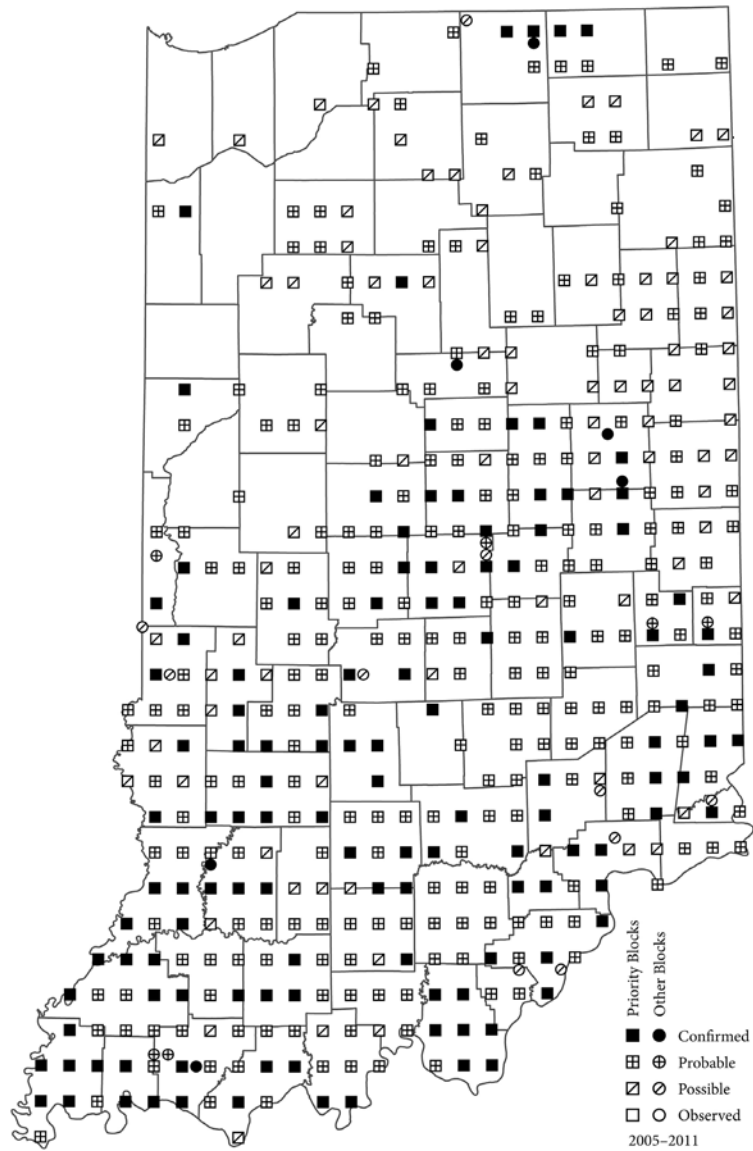 Priority Blocks
Other Blocks
Confirmed
Probable
Possible
Observed
2005–2011